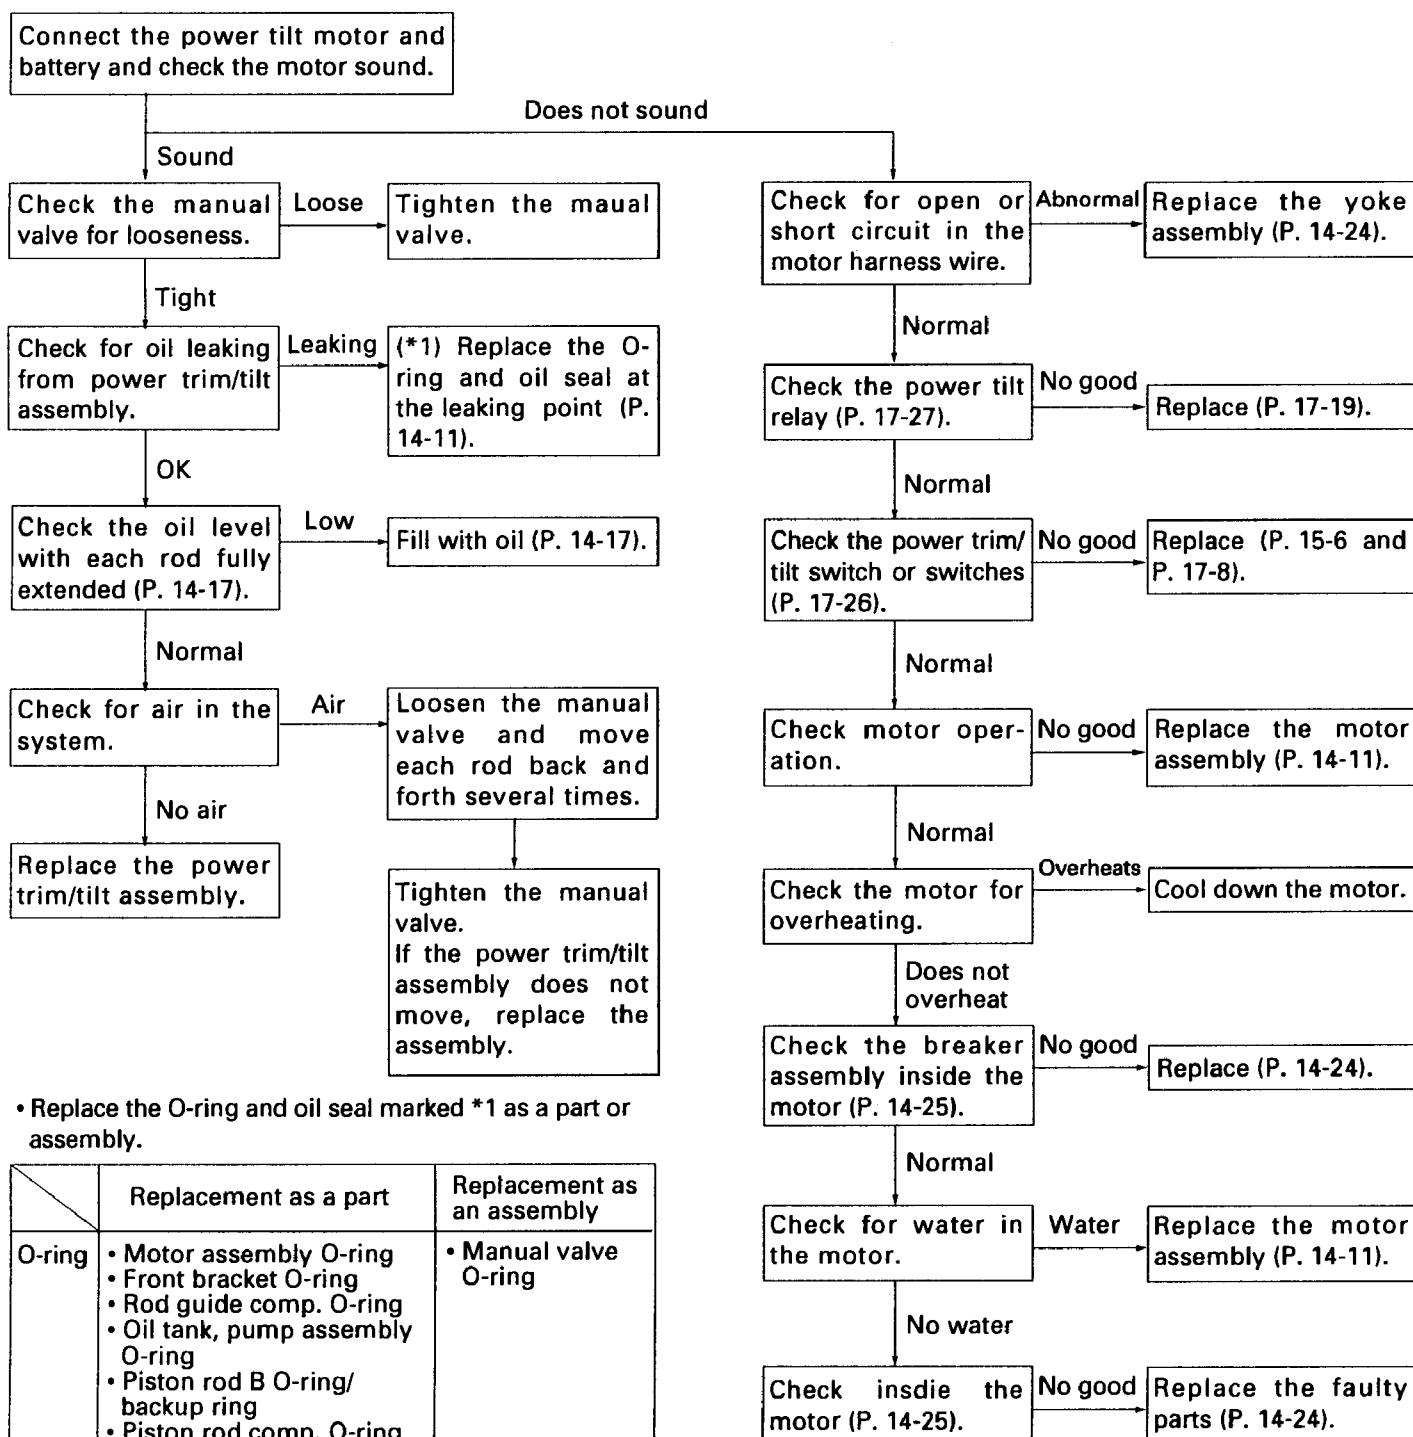 Connect the power tilt motor and
battery and check the motor sound.
Does not sound
Sound
Check the manual
valve for looseness.
Loose
Tighten the maual
valve.
Tight
Check for oil leaking
from power trim/tilt
assembly.
Leaking
(*1) Replace the O-
ring and oil seal at
the leaking point (P.
14-11).
OK
Check the oil level
with each rod fully
extended (P. 14-17).
Low
Fill with oil (P. 14-17).
Normal
Check for air in the
system.
Air
Loosen the manual
valve and move
each rod back and
forth several times.
No air
Replace the power
trim/tilt assembly.
Tighten the manual
valve.
If the power trim/tilt
assembly does not
move, replace the
assembly.
• Replace the O-ring and oil seal marked *1 as a part or
assembly.
Replacement as a part
Replacement as
an assembly
O-ring
• Motor assembly O-ring
• Front bracket O-ring
• Rod guide comp. O-ring
• Oil tank, pump assembly
O-ring
• Piston rod B O-ring/
backup ring
• Piston rod comp. O-ring
• Manual valve
O-ring
Check for open or
short circuit in the
motor harness wire.
Abnormal
Replace the yoke
assembly (P. 14-24).
Normal
Check the power tilt
relay (P. 17-27).
No good
Replace (P. 17-19).
Normal
Check the power trim/
tilt switch or switches
(P. 17-26).
No good
Replace (P. 15-6 and
P. 17-8).
Normal
Check motor oper-
ation.
No good
Replace the motor
assembly (P. 14-11).
Normal
Check the motor for
overheating.
Overheats
Cool down the motor.
Does not
overheat
Check the breaker
assembly inside the
motor (P. 14-25).
No good
Replace (P. 14-24).
Normal
Check for water in
the motor.
Water
Replace the motor
assembly (P. 14-11).
No water
Check insdie the
motor (P. 14-25).
No good
Replace the faulty
parts (P. 14-24).